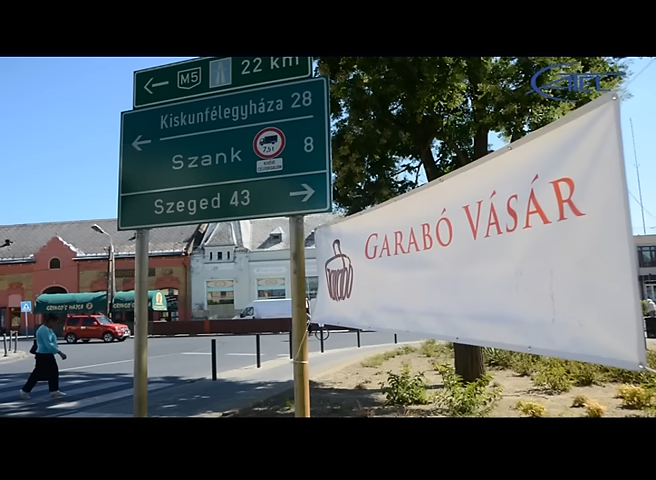 M5 22 km
Kiskunfélegyháza 28
Szank 8
7,5t
Szeged 43
GARABÓ VÁSÁR